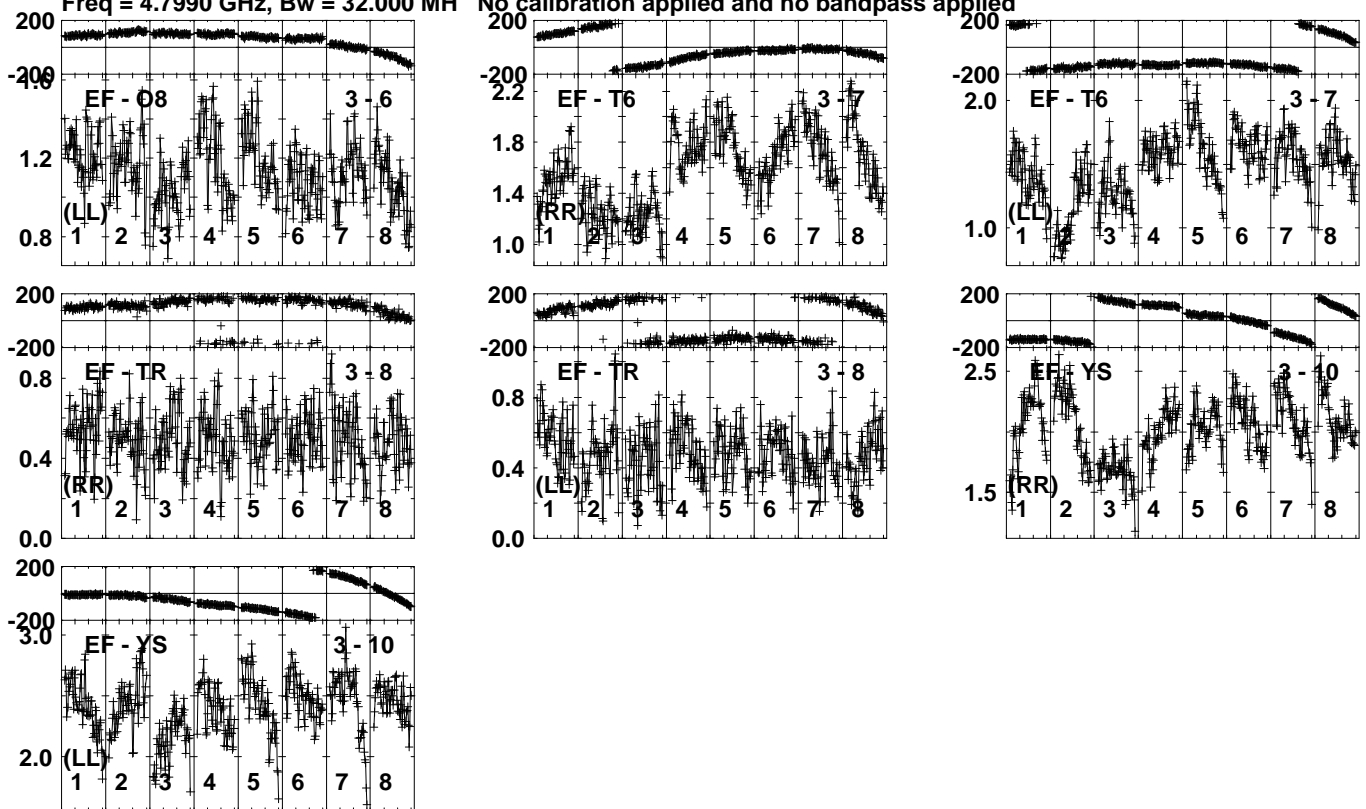 Freq = 4.7990 GHz, Bw = 32.000 MH No calibration applied and no bandpass applied
200
-200
1.6
1.2
0.8
EF - O8
3 - 6
(LL)
1 2 3 4 5 6 7 8
200
-200
2.2
1.8
1.4
1.0
EF - T6
3 - 7
(RR)
1 2 3 4 5 6 7 8
200
-200
2.0
1.0
EF - T6
3 - 7
(LL)
1 2 3 4 5 6 7 8
200
-200
0.8
0.4
0.0
EF - TR
3 - 8
(RR)
1 2 3 4 5 6 7 8
200
-200
0.8
0.4
0.0
EF - TR
3 - 8
(LL)
1 2 3 4 5 6 7 8
200
-200
2.5
1.5
EF - YS
3 - 10
(RR)
1 2 3 4 5 6 7 8
200
-200
3.0
2.0
EF - YS
3 - 10
(LL)
1 2 3 4 5 6 7 8